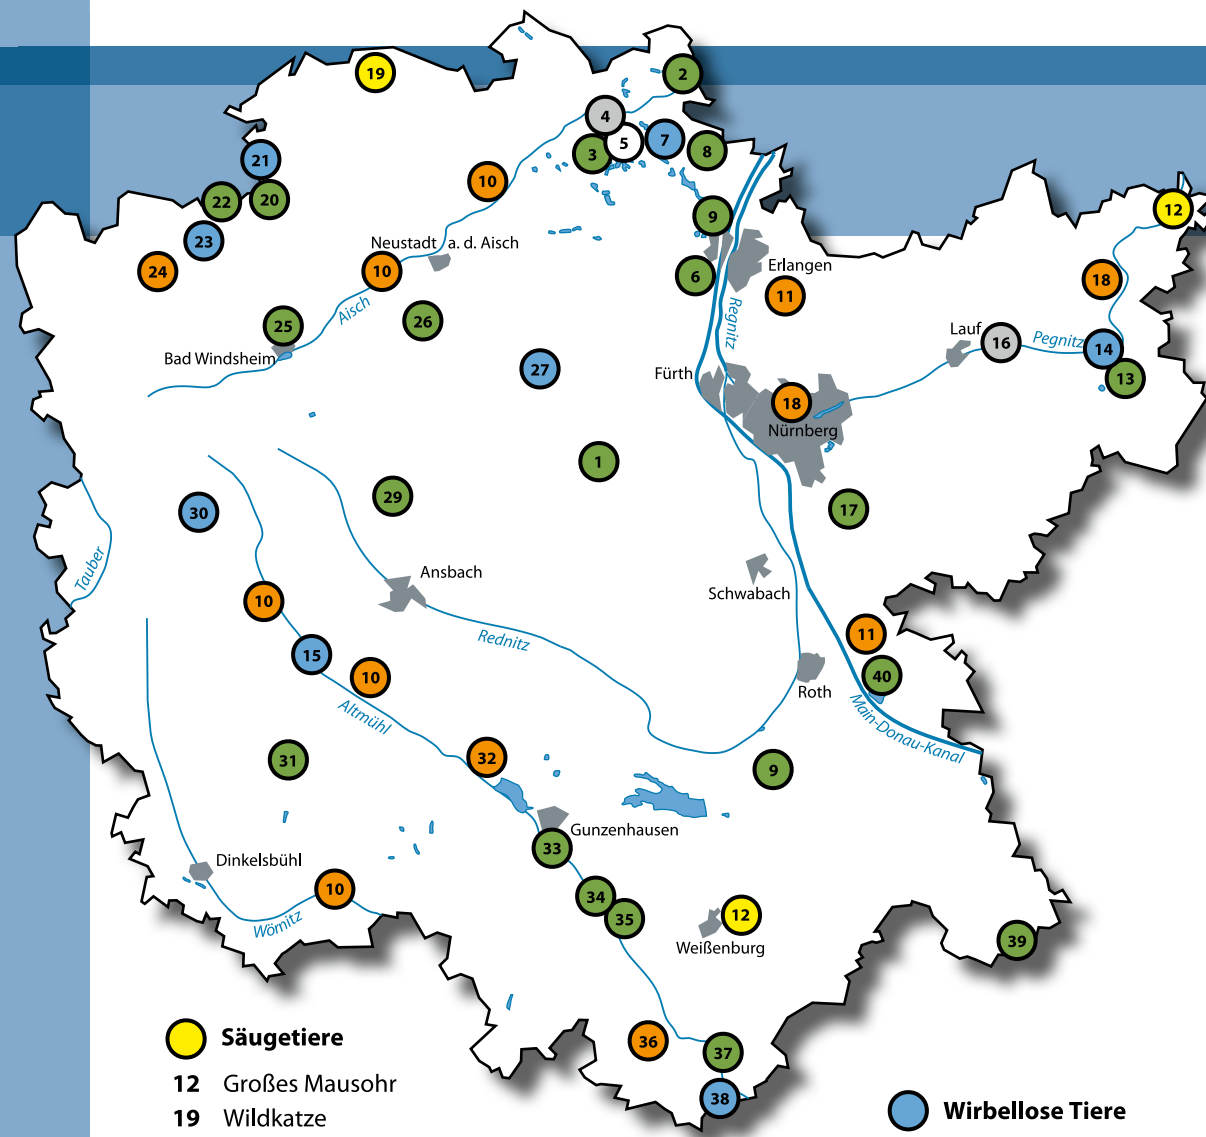 19
2
4
5
7
3
8
21
10
22
20
12
9
23
Neustadt a. d. Aisch
24
10
6
Erlangen
18
11
Aisch
25
26
Regnitz
Lauf
16
Pegnitz
14
Bad Windsheim
27
Fürth
13
18
Nürnberg
1
29
30
17
Tauber
Ansbach
Schwabach
10
Rednitz
11
15
10
40
Roth
Altmühl
Main-Donau-Kanal
31
32
9
Gunzenhausen
33
Dinkelsbühl
10
34
35
12
Wörnitz
Weißenburg
39
Säugetiere
36
37
12 Großes Mausohr
38
Wirbellose Tiere
19 Wildkatze